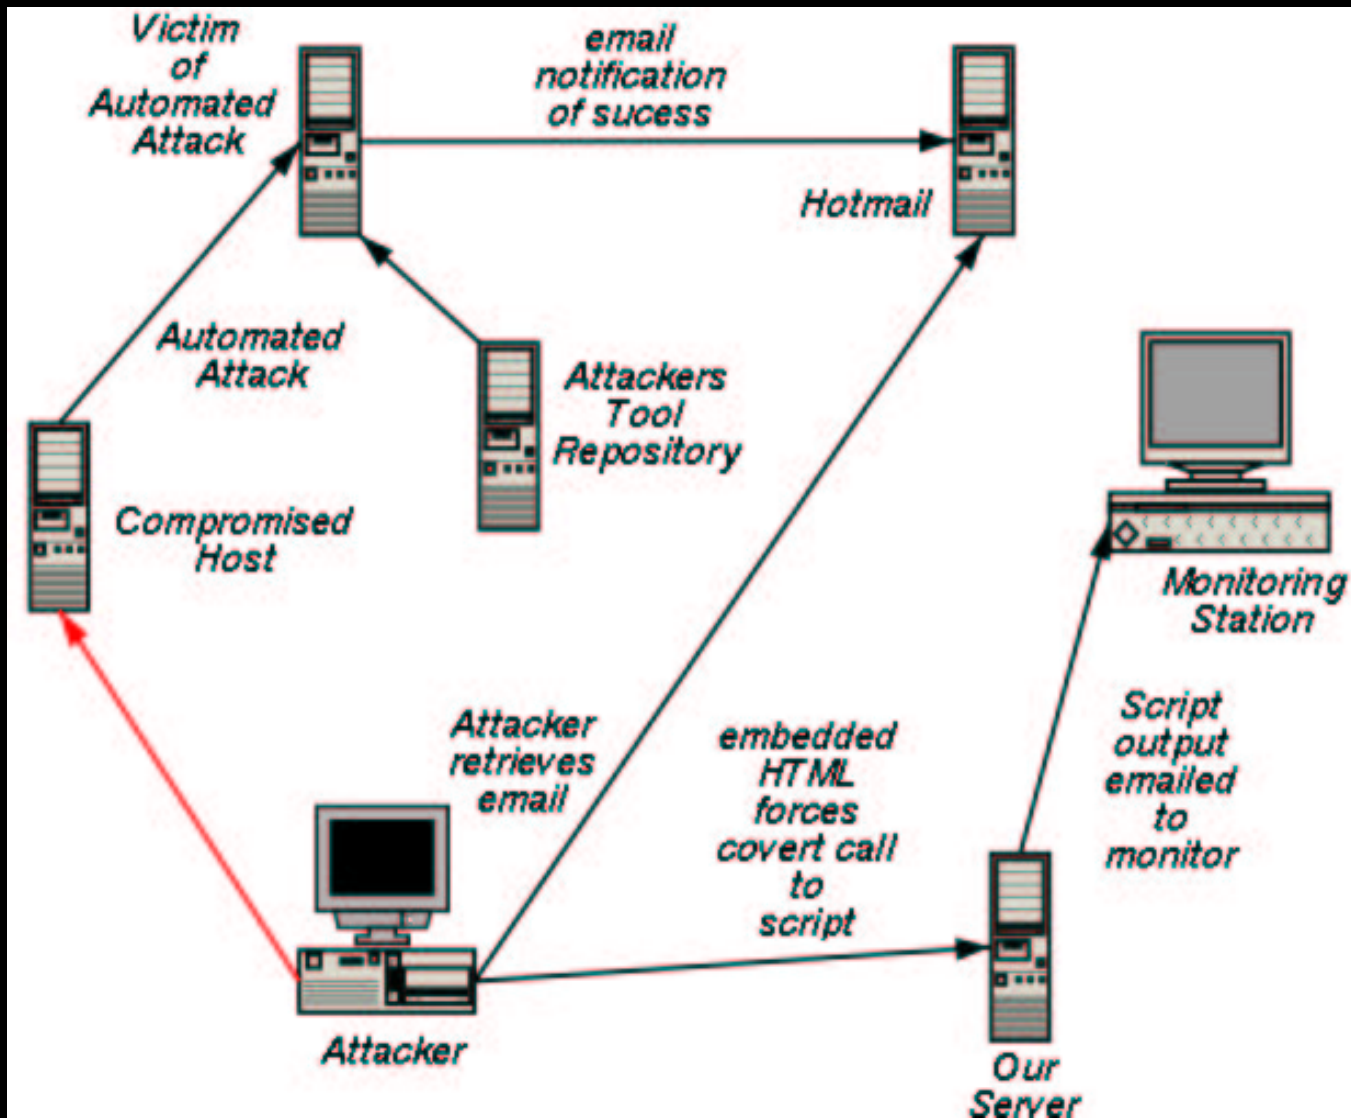 Victim
of
Automated
Attack
email
notification
of sucess
Hotmail
Automated
Attack
Attackers
Tool
Repository
Compromised
Host
Monitoring
Station
Attacker
retrieves
email
embedded
HTML
forces
covert call
to
script
Script
output
emailed
to
monitor
Attacker
Our
Server